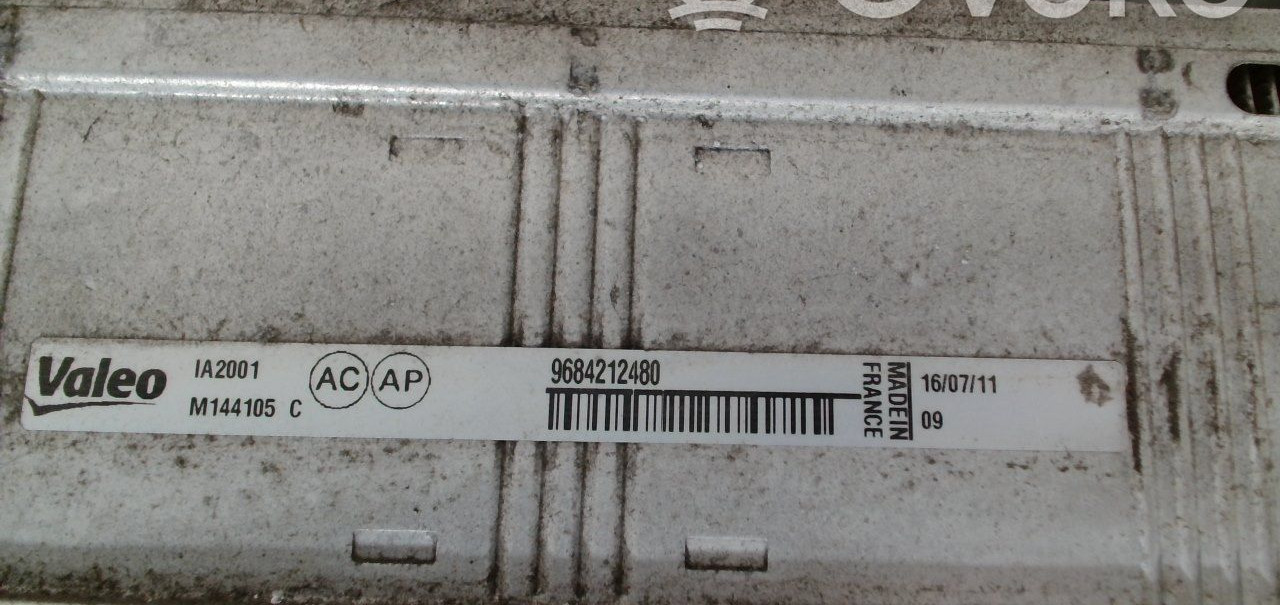 Valeo
IA2001
M144105 C
AC AP
9684212480
MADE IN
FRANCE
16/07/11
09